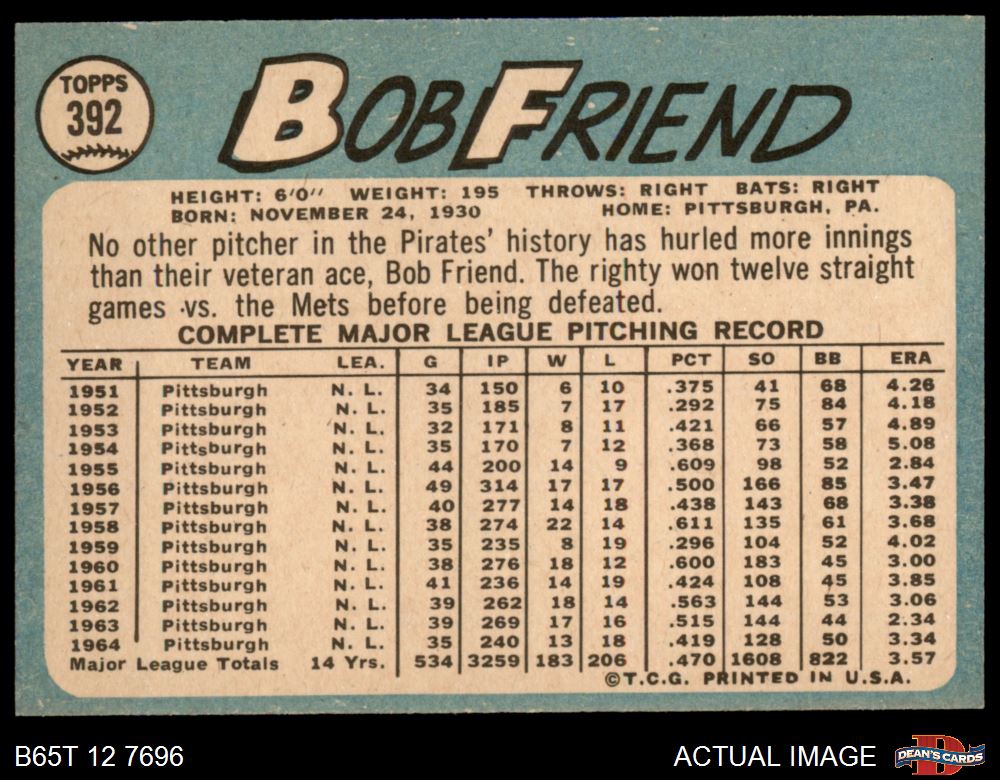 TOPPS
392
BOB FRIEND
HEIGHT: 6'0" WEIGHT: 195 THROWS: RIGHT BATS: RIGHT
BORN: NOVEMBER 24, 1930 HOME: PITTSBURGH, PA.
No other pitcher in the Pirates' history has hurled more innings
than their veteran ace, Bob Friend. The righty won twelve straight
games vs. the Mets before being defeated.
COMPLETE MAJOR LEAGUE PITCHING RECORD
YEAR TEAM LEA. G IP W L PCT SO BB ERA
1951 Pittsburgh N. L. 34 150 6 10 .375 41 68 4.26
1952 Pittsburgh N. L. 35 185 7 17 .292 75 84 4.18
1953 Pittsburgh N. L. 32 171 8 11 .421 66 57 4.89
1954 Pittsburgh N. L. 35 170 7 12 .368 73 58 5.08
1955 Pittsburgh N. L. 44 200 14 9 .609 98 52 2.84
1956 Pittsburgh N. L. 49 314 17 17 .500 166 85 3.47
1957 Pittsburgh N. L. 40 277 14 18 .438 143 68 3.38
1958 Pittsburgh N. L. 38 274 22 14 .611 135 61 3.68
1959 Pittsburgh N. L. 35 235 8 19 .296 104 52 4.02
1960 Pittsburgh N. L. 38 276 18 12 .600 183 45 3.00
1961 Pittsburgh N. L. 41 236 14 19 .424 108 45 3.85
1962 Pittsburgh N. L. 39 262 18 14 .563 144 53 3.06
1963 Pittsburgh N. L. 39 269 17 16 .515 144 44 2.34
1964 Pittsburgh N. L. 35 240 13 18 .419 128 50 3.34
Major League Totals 14 Yrs. 534 3259 183 206 .470 1608 822 3.57
©T.C.G. PRINTED IN U.S.A.
B65T 12 7696 ACTUAL IMAGE
D
DEAN'S CARDS